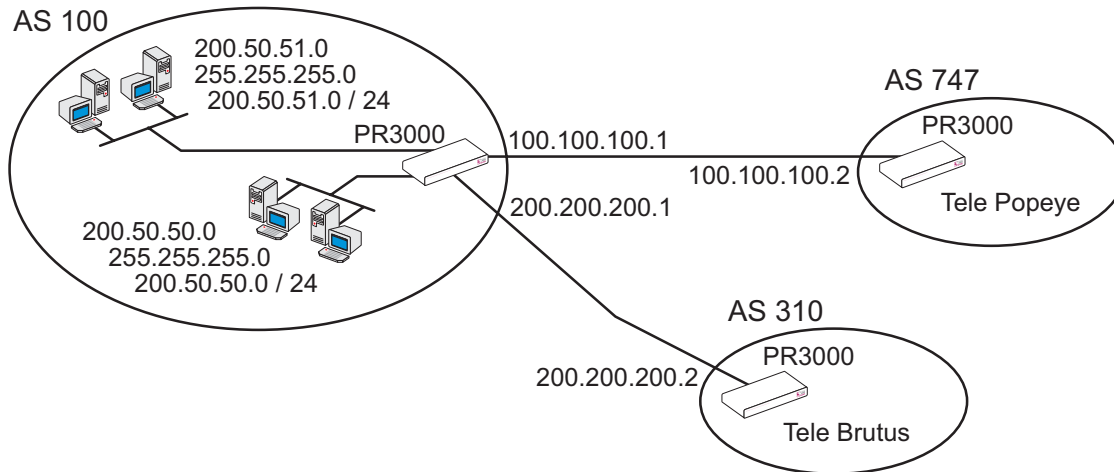 AS 100
200.50.51.0
255.255.255.0
200.50.51.0 / 24
PR3000
100.100.100.1
100.100.100.2
200.200.200.1
AS 747
PR3000
Tele Popeye
200.50.50.0
255.255.255.0
200.50.50.0 / 24
AS 310
PR3000
200.200.200.2
Tele Brutus